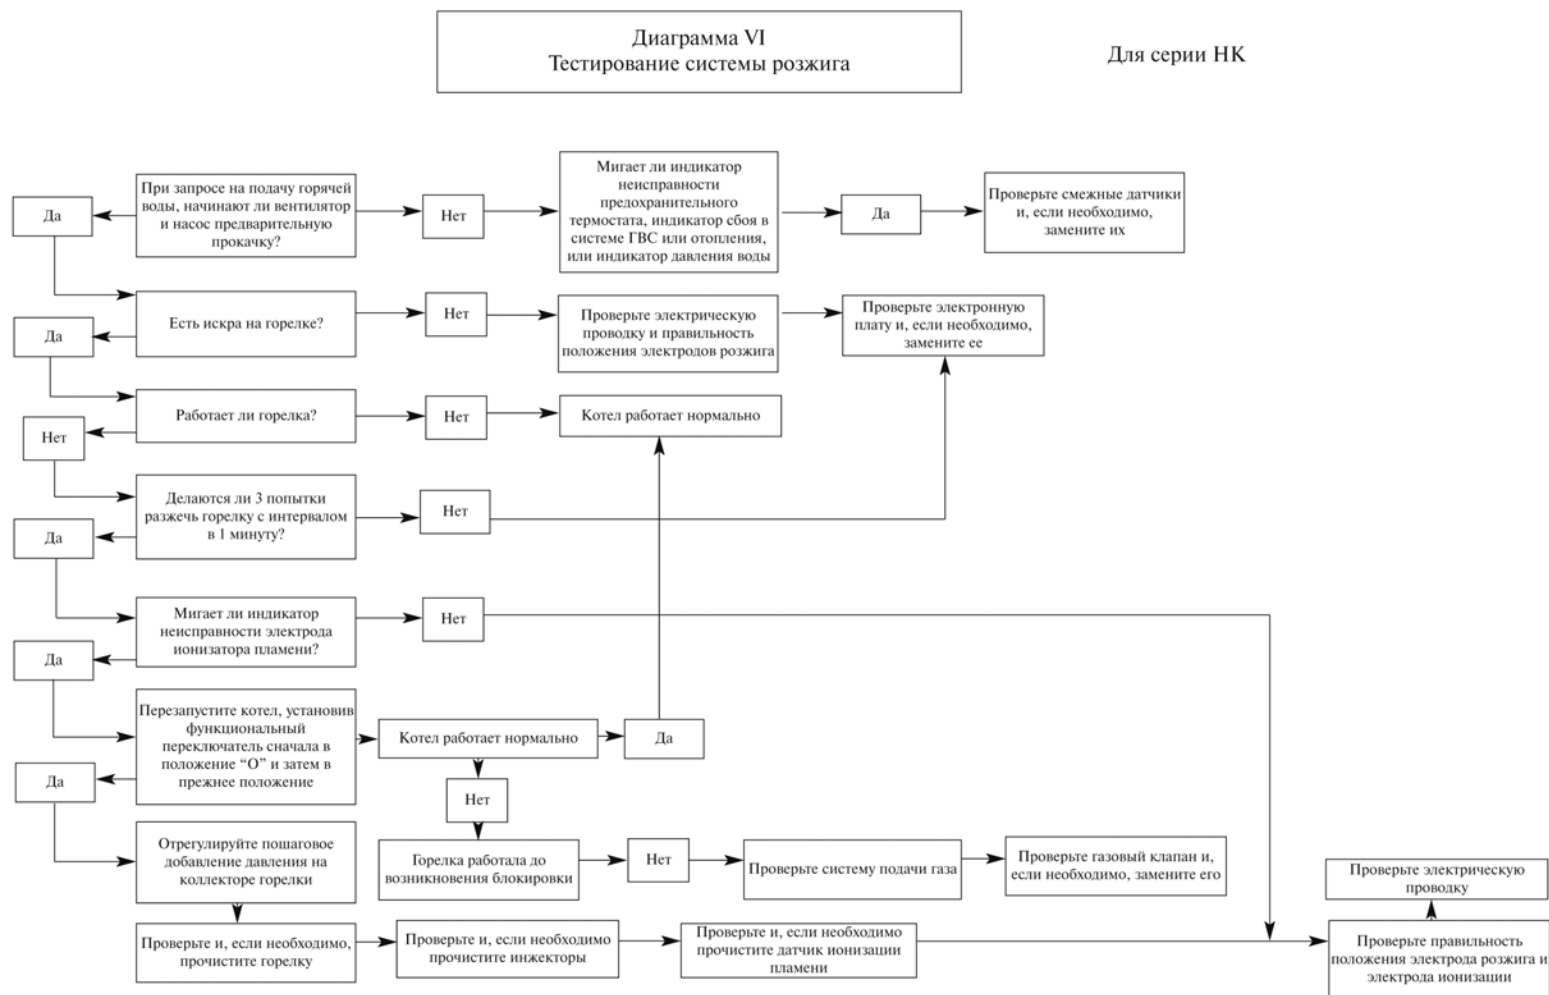 Диаграмма VI
Тестирование системы розжига
Для серии НК
При запросе на подачу горячей
воды, начинают ли вентилятор
и насос предварительную
прокачку?
Да
Нет
Мигает ли индикатор
неисправности
предохранительного
термостата, индикатор сбоя в
системе ГВС или отопления,
или индикатор давления воды
Да
Проверьте смежные датчики
и, если необходимо,
замените их
Есть искра на горелке?
Да
Нет
Проверьте электрическую
проводку и правильность
положения электродов розжига
Проверьте электронную
плату и, если необходимо,
замените ее
Работает ли горелка?
Нет
Нет
Котел работает нормально
Делаются ли 3 попытки
разжечь горелку с интервалом
в 1 минуту?
Да
Нет
Мигает ли индикатор
неисправности электрода
ионизатора пламени?
Да
Нет
Перезапустите котел, установив
функциональный
переключатель сначала в
положение “О” и затем в
прежнее положение
Да
Котел работает нормально
Да
Нет
Отрегулируйте пошаговое
добавление давления на
коллекторе горелки
Горелка работала до
возникновения блокировки
Нет
Проверьте систему подачи газа
Проверьте газовый клапан и,
если необходимо, замените его
Проверьте электрическую
проводку
Проверьте и, если необходимо,
прочистите горелку
Проверьте и, если необходимо
прочистите инжекторы
Проверьте и, если необходимо
прочистите датчик ионизации
пламени
Проверьте правильность
положения электрода розжига и
электрода ионизации